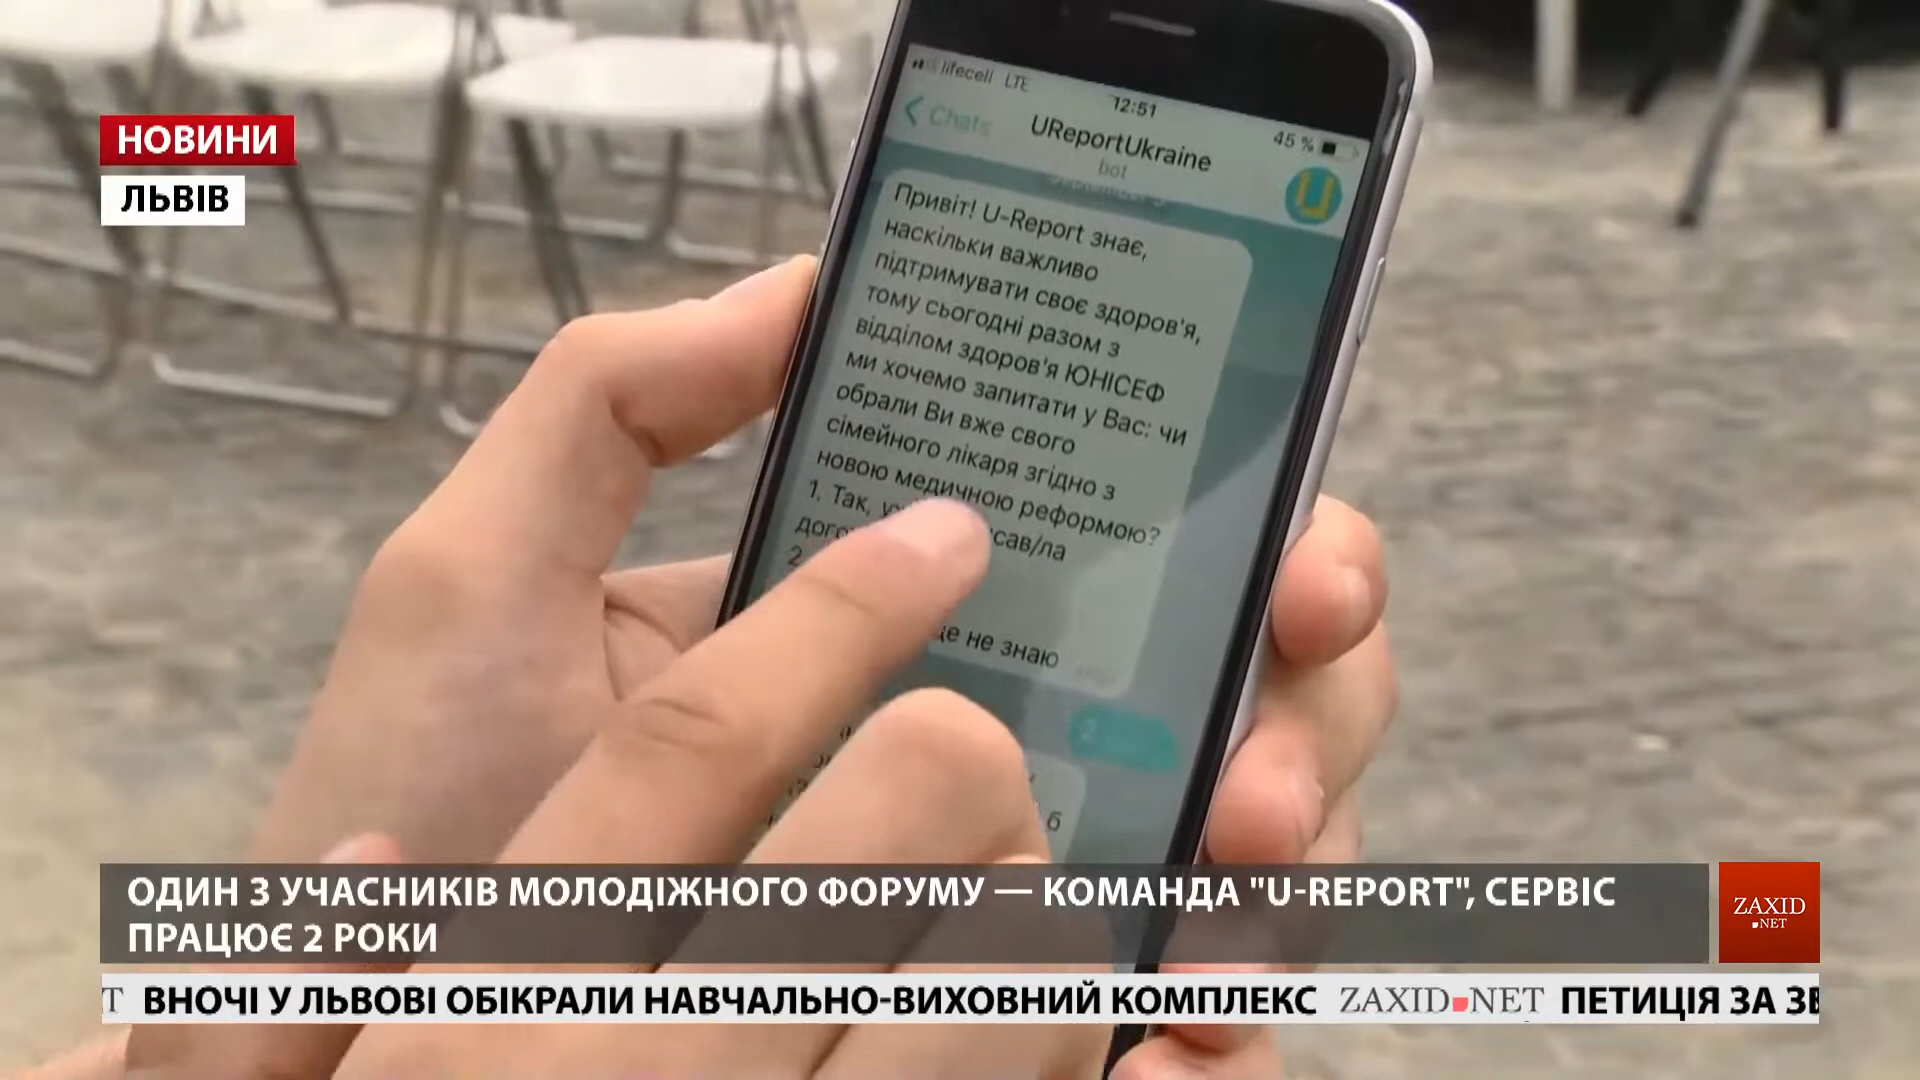 НОВИНИ
ЛЬВІВ
lifecell LTE
12:51
45 %
Chats
UReportUkraine
bot
Привіт! U-Report знає,
наскільки важливо
підтримувати своє здоров'я,
тому сьогодні разом з
відділом здоров'я ЮНІСЕФ
ми хочемо запитати у Вас: чи
обрали Ви вже свого
сімейного лікаря згідно з
новою медичною реформою?
1. Так,
2
не знаю
2
б
ОДИН З УЧАСНИКІВ МОЛОДІЖНОГО ФОРУМУ — КОМАНДА "U-REPORT", СЕРВІС
ПРАЦЮЄ 2 РОКИ
ZAXID
.NET
ВНОЧІ У ЛЬВОВІ ОБІКРАЛИ НАВЧАЛЬНО-ВИХОВНИЙ КОМПЛЕКС ZAXID.NET ПЕТИЦІЯ ЗА